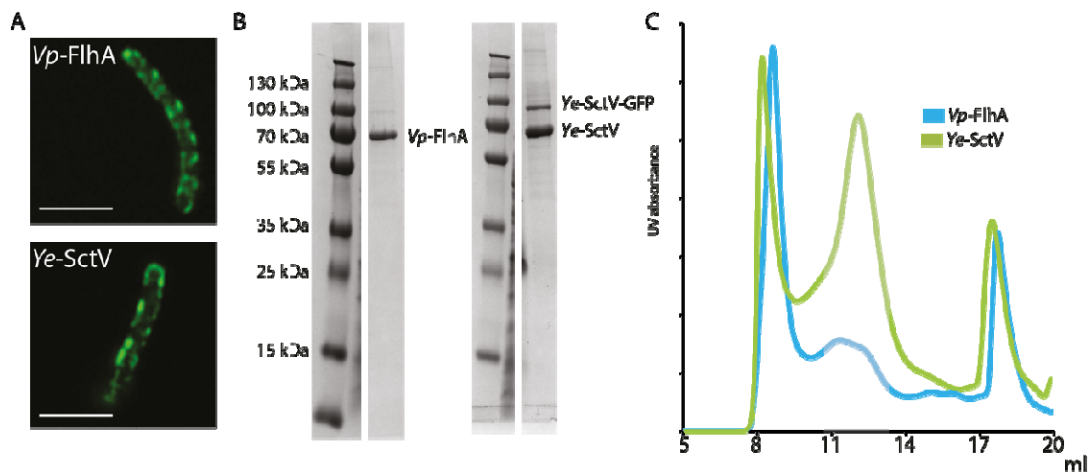 A
Vp-FlhA
Ye-SctV
B
130 kDa
100 kDa
70 kDa
55 kDa
35 kDa
25 kDa
15 kDa
Vp-FlhA
Ye-SctV-GFP
Ye-SctV
C
UV absorbance
Vp-FlhA
Ye-SctV
5 8 11 14 17 20
ml